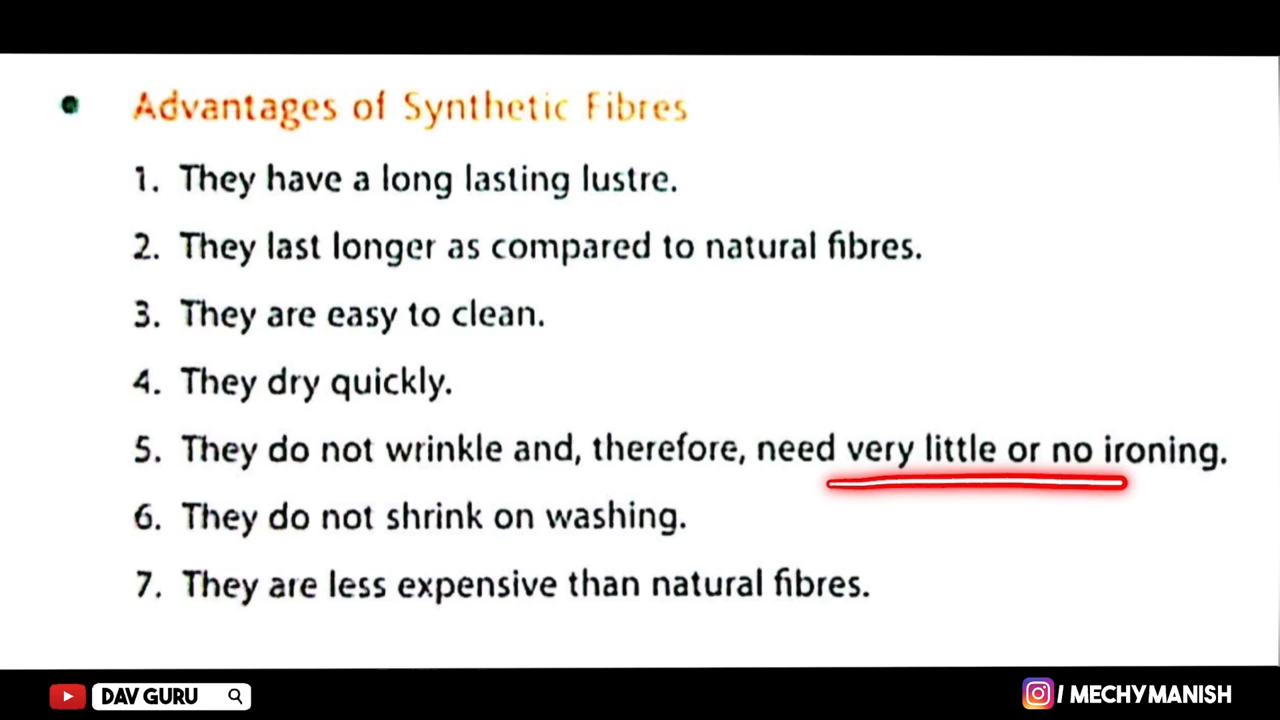 Advantages of Synthetic Fibres
1. They have a long lasting lustre.
2. They last longer as compared to natural fibres.
3. They are easy to clean.
4. They dry quickly.
5. They do not wrinkle and, therefore, need very little or no ironing.
6. They do not shrink on washing.
7. They are less expensive than natural fibres.
DAV GURU
/ MECHYMANISH